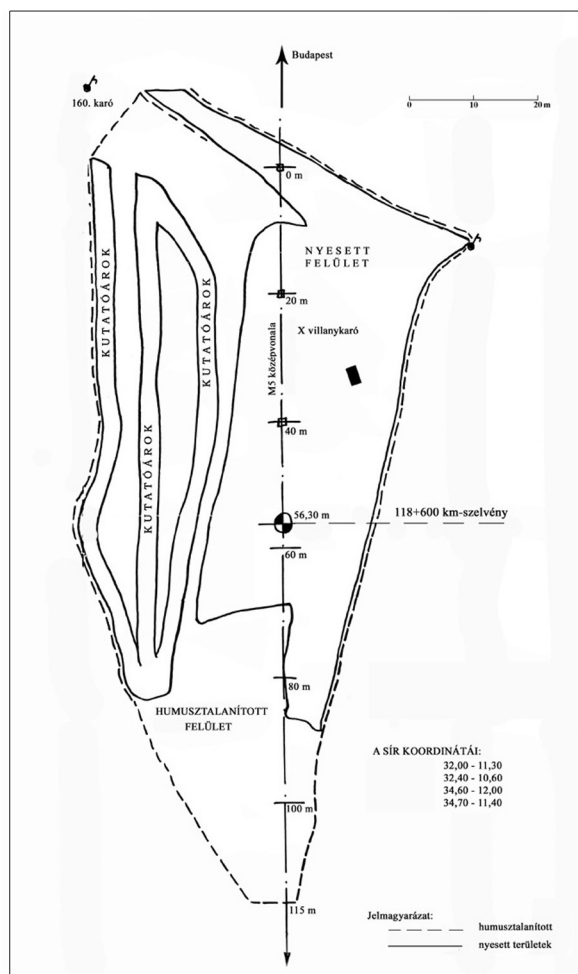 Budapest
160. karó
0 10 20 m
0 m
NYESETT
FELÜLET
KUTATÓÁROK
KUTATÓÁROK
KUTATÓÁROK
20 m
X villanykaró
M5 középvonala
40 m
56,30 m
118+600 km-szelvény
60 m
80 m
HUMUSZTALANÍTOTT
FELÜLET
A SÍR KOORDINÁTÁI:
32,00 - 11,30
32,40 - 10,60
34,60 - 12,00
34,70 - 11,40
100 m
115 m
Jelmagyarázat:
humusztalanított
nyesett területek